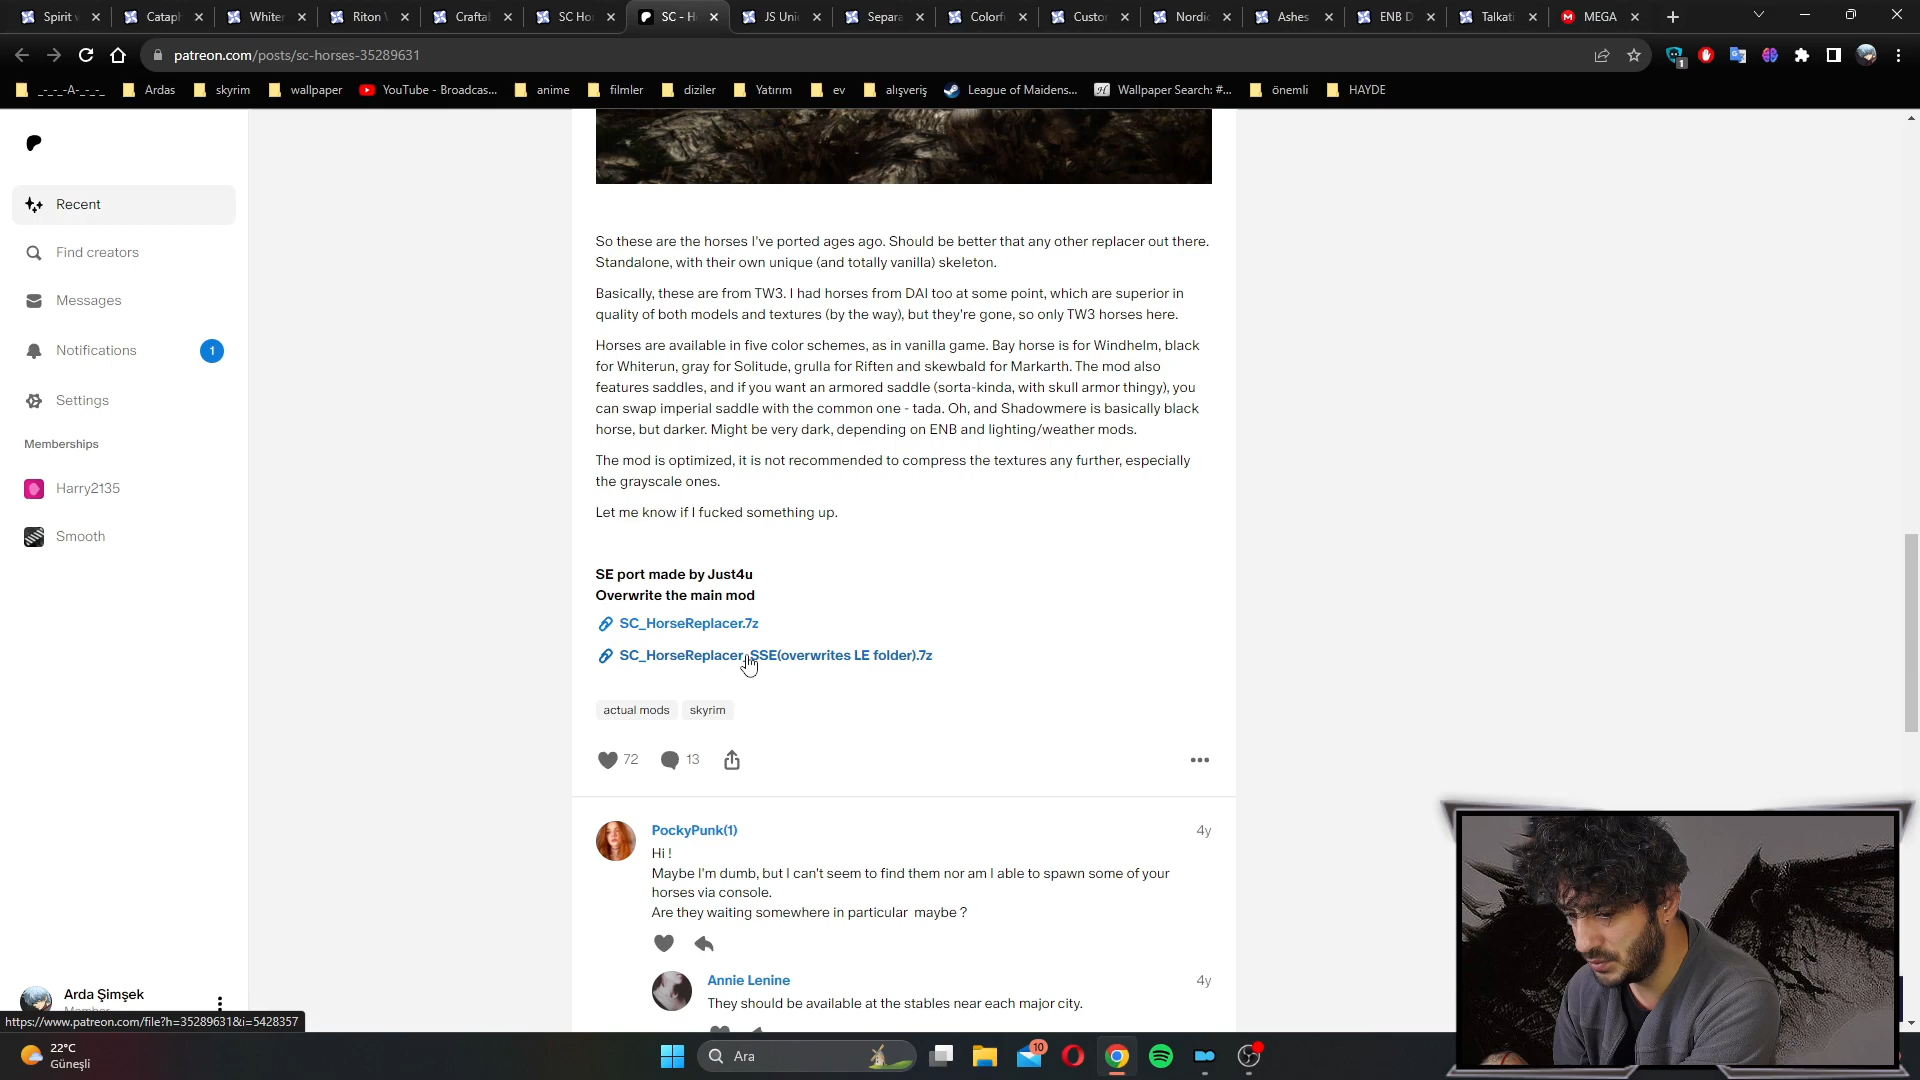 Spirit
Catap
Whiter
Riton
Crafta
SC Ho
SC - H
JS Uni
Separa
Colorf
Custo
Nordi
Ashes
ENB D
Talkati
MEGA
patreon.com/posts/sc-horses-35289631
1
_-_-_-A-_-_-
Ardas
skyrim
wallpaper
YouTube - Broadcas...
anime
filmler
diziler
Yatırım
ev
alışveriş
League of Maidens...
Wallpaper Search: #...
önemli
HAYDE
Recent
Find creators
Messages
Notifications
1
Settings
Memberships
Harry2135
Smooth
Arda Şimşek
https://www.patreon.com/file?h=35289631&i=5428357
So these are the horses I've ported ages ago. Should be better that any other replacer out there.
Standalone, with their own unique (and totally vanilla) skeleton.
Basically, these are from TW3. I had horses from DAI too at some point, which are superior in
quality of both models and textures (by the way), but they're gone, so only TW3 horses here.
Horses are available in five color schemes, as in vanilla game. Bay horse is for Windhelm, black
for Whiterun, gray for Solitude, grulla for Riften and skewbald for Markarth. The mod also
features saddles, and if you want an armored saddle (sorta-kinda, with skull armor thingy), you
can swap imperial saddle with the common one - tada. Oh, and Shadowmere is basically black
horse, but darker. Might be very dark, depending on ENB and lighting/weather mods.
The mod is optimized, it is not recommended to compress the textures any further, especially
the grayscale ones.
Let me know if I fucked something up.
SE port made by Just4u
Overwrite the main mod
SC_HorseReplacer.7z
SC_HorseReplacer_SSE(overwrites LE folder).7z
actual mods
skyrim
72
13
PockyPunk(1)
4y
Hi !
Maybe I'm dumb, but I can't seem to find them nor am I able to spawn some of your
horses via console.
Are they waiting somewhere in particular maybe ?
Annie Lenine
4y
They should be available at the stables near each major city.
22°C
Güneşli
Ara
10